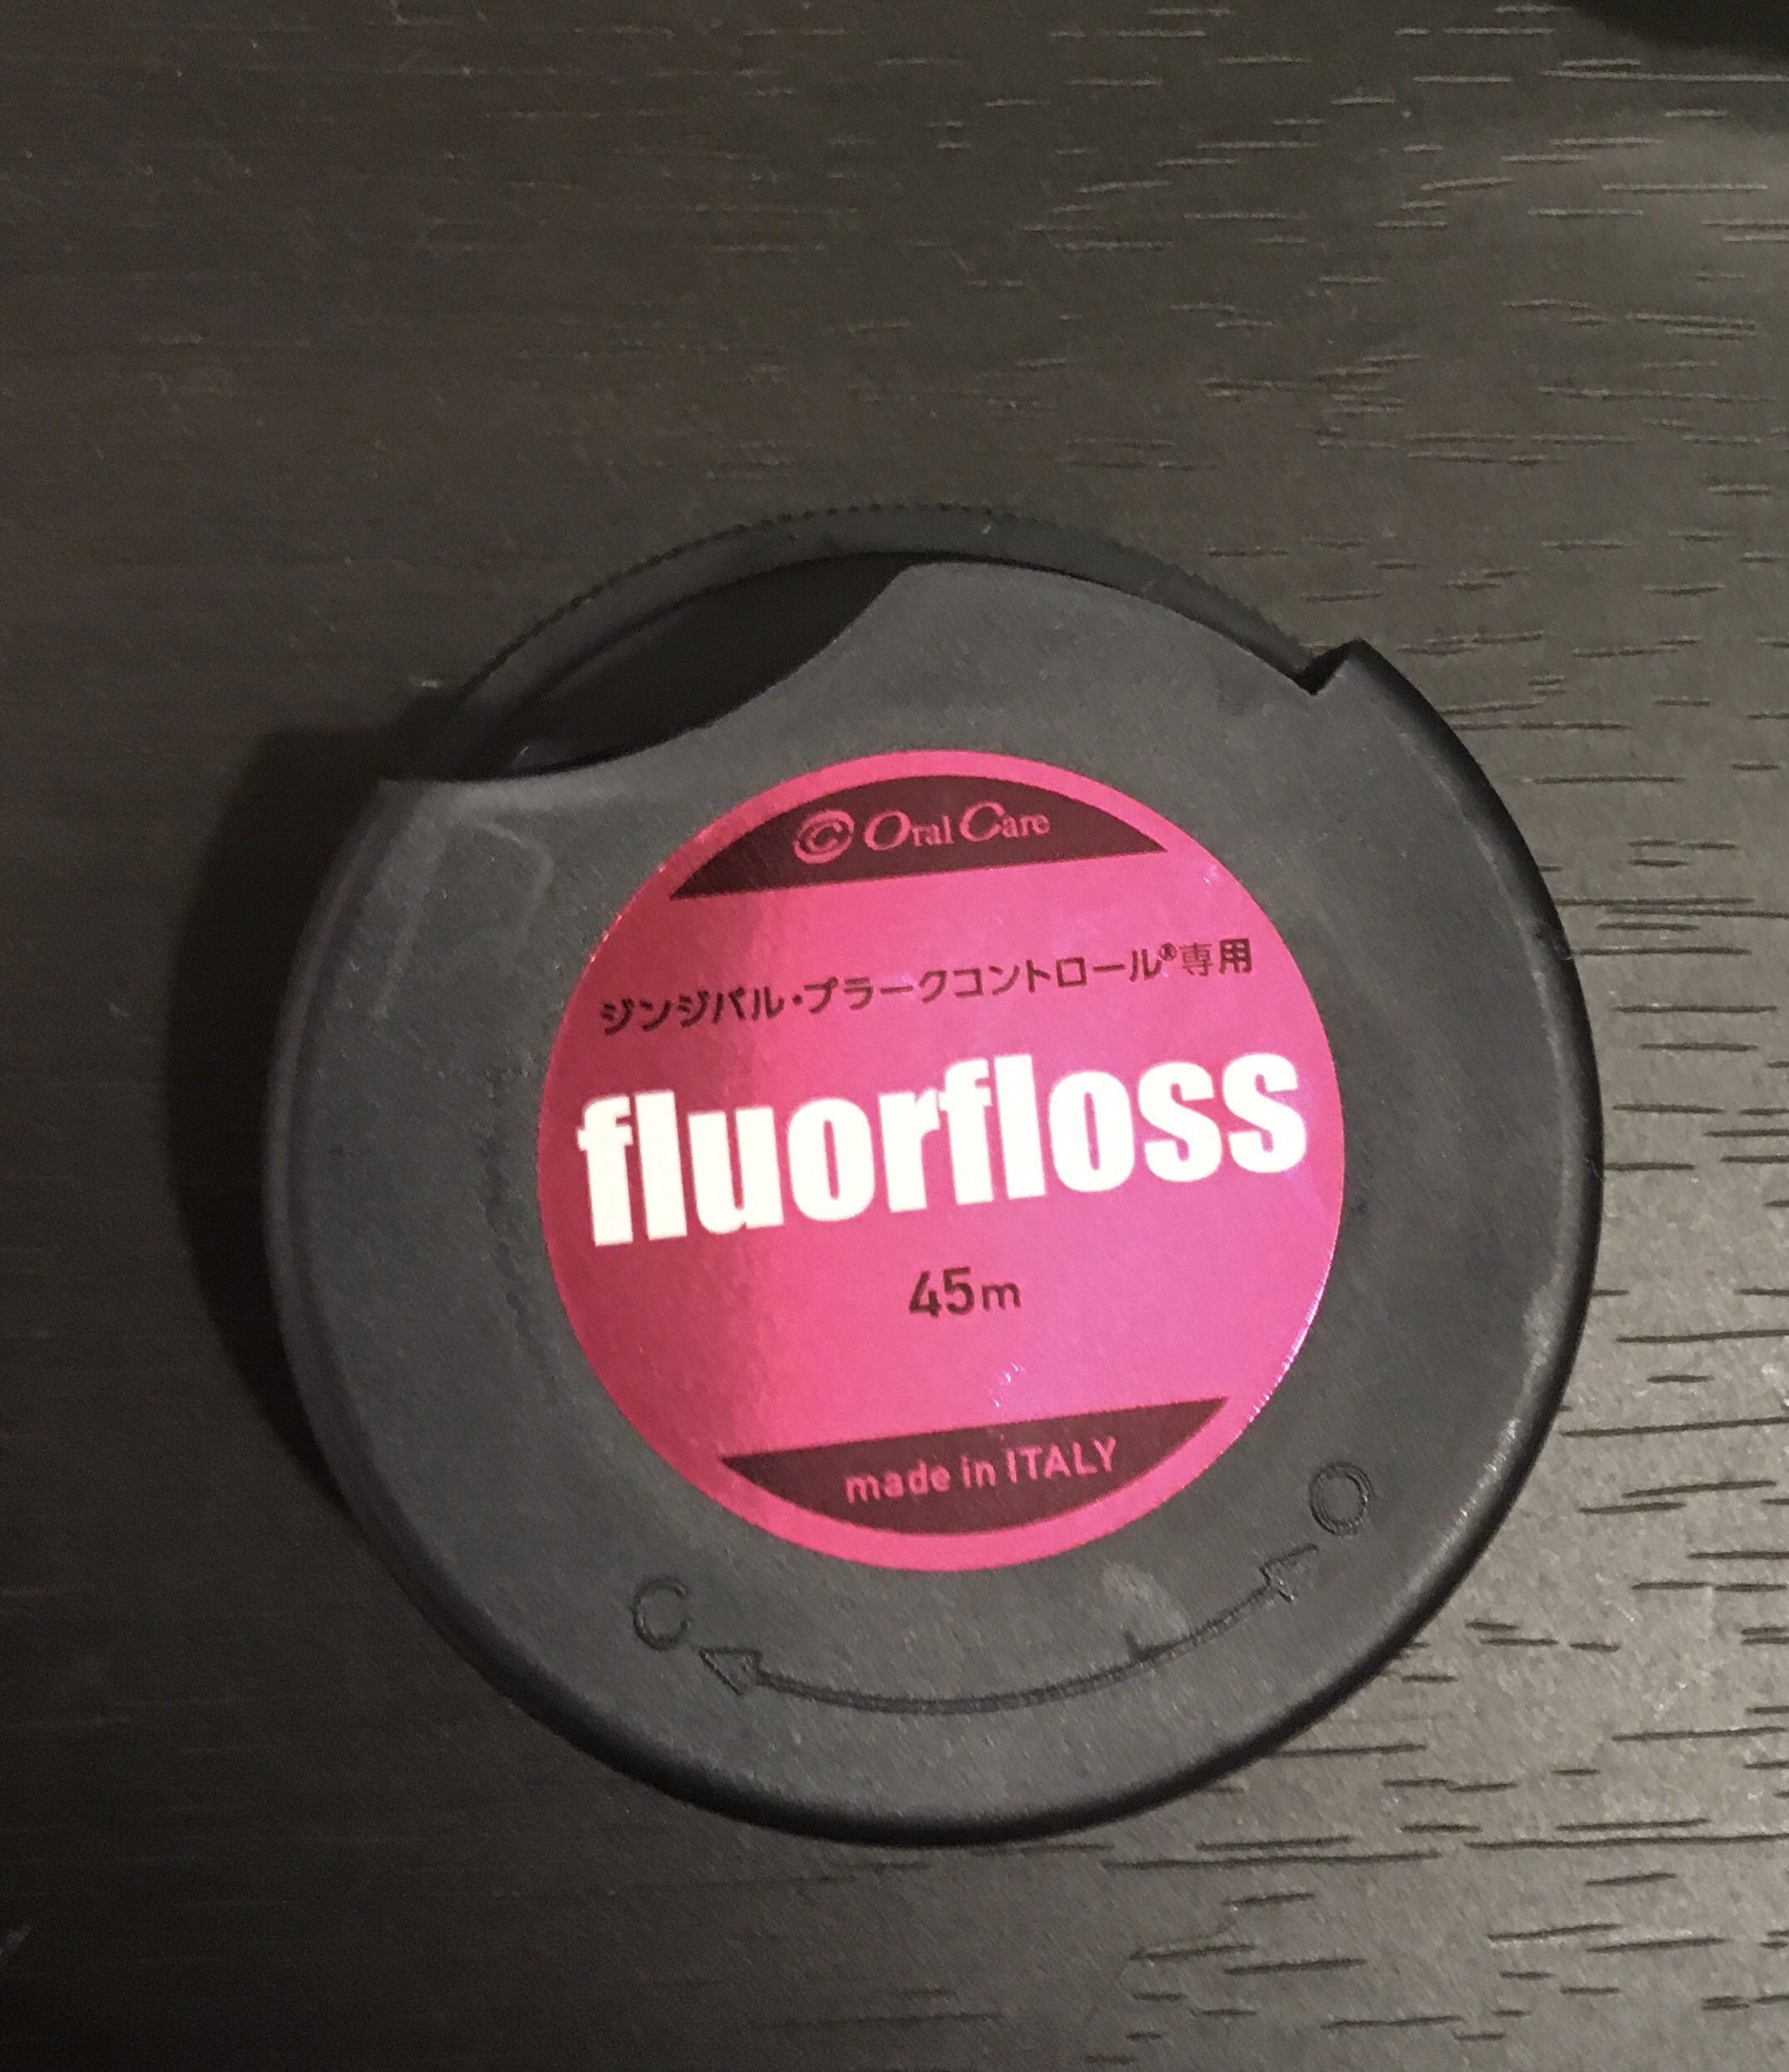 Oral Care
ジンジバル・プラークコントロール®専用
fluorfloss
45m
made in ITALY
C O